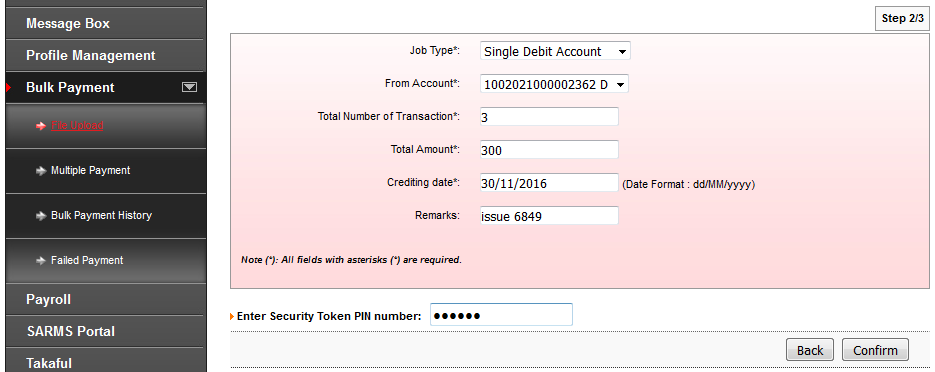 Message Box
Profile Management
Bulk Payment
File Upload
Multiple Payment
Bulk Payment History
Failed Payment
Payroll
SARMS Portal
Takaful
Step 2/3
Job Type*: Single Debit Account
From Account*: 1002021000002362 D
Total Number of Transaction*: 3
Total Amount*: 300
Crediting date*: 30/11/2016 (Date Format : dd/MM/yyyy)
Remarks: issue 6849
Note (*): All fields with asterisks (*) are required.
Enter Security Token PIN number: ●●●●●●
Back Confirm